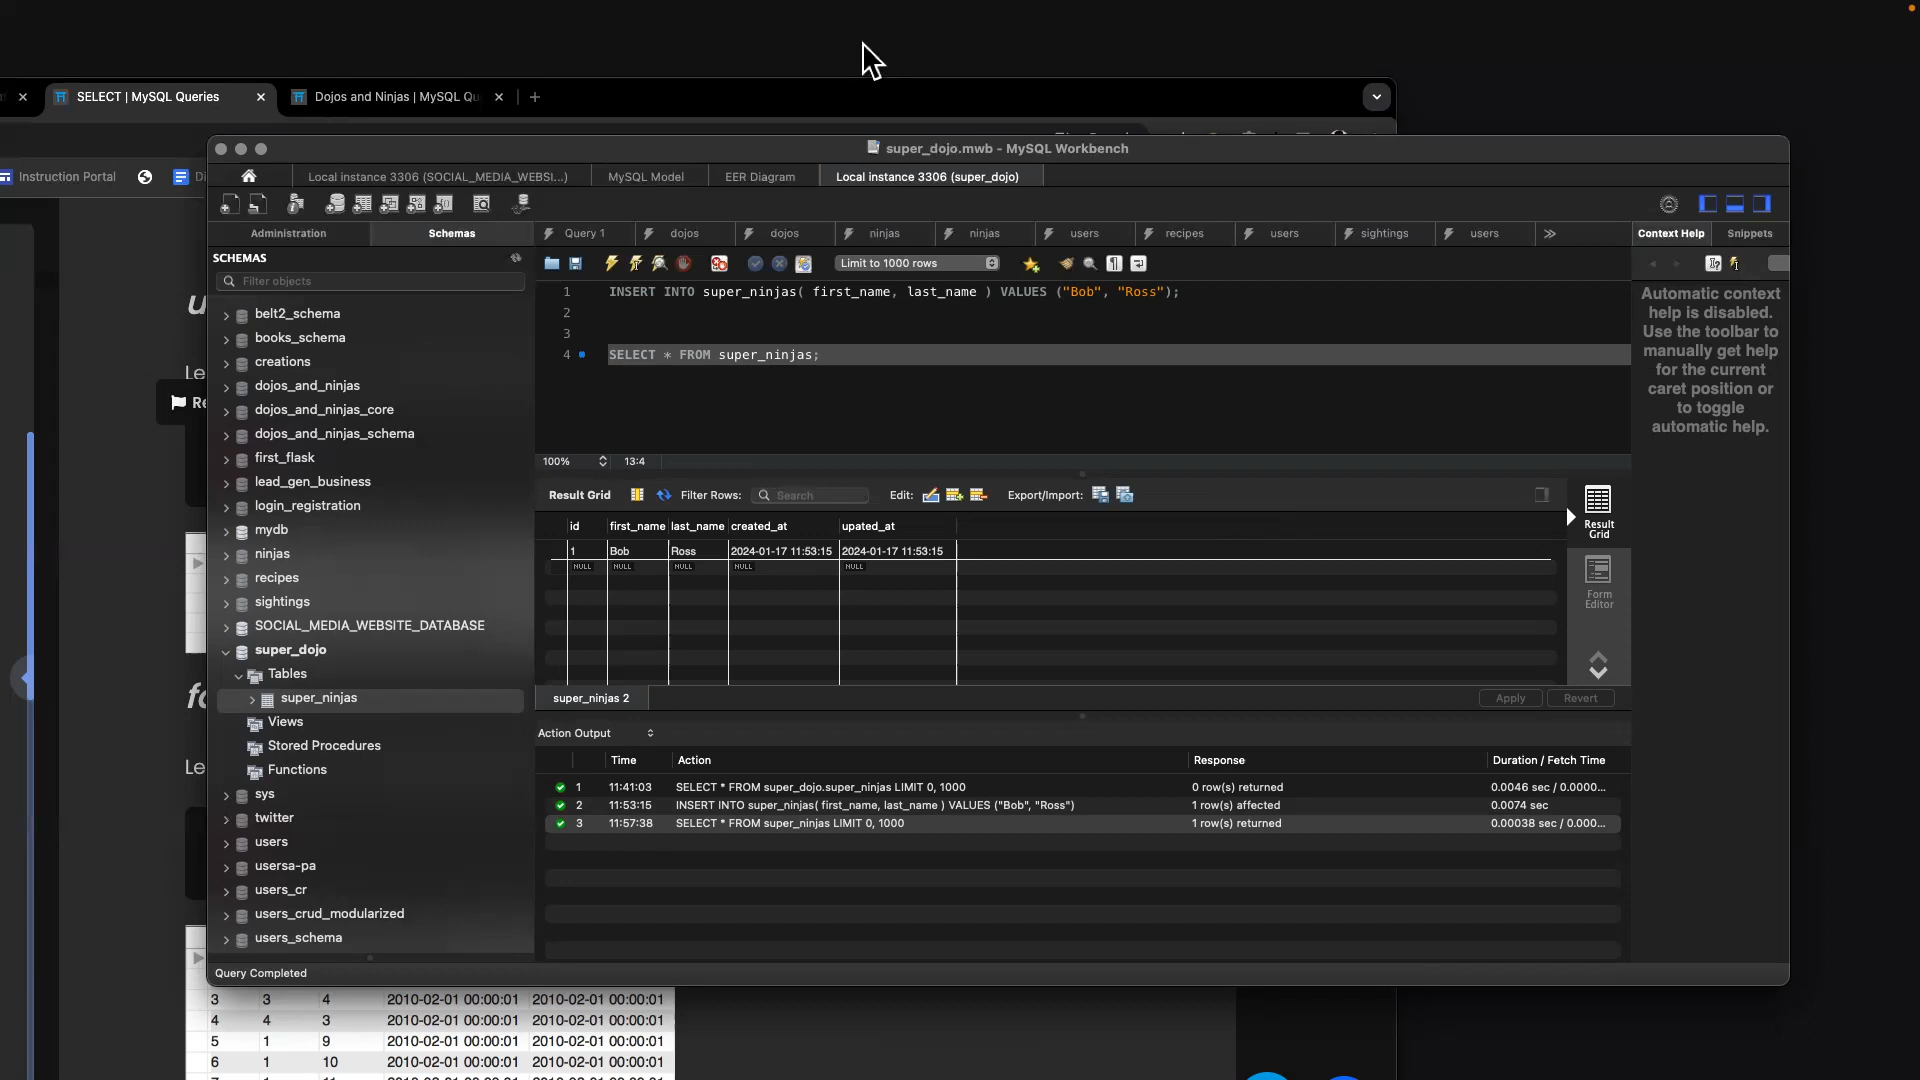 SELECT | MySQL Queries
Dojos and Ninjas | MySQL Qu
Instruction Portal
super_dojo.mwb - MySQL Workbench
Local instance 3306 (SOCIAL_MEDIA_WEBSI...)
MySQL Model
EER Diagram
Local instance 3306 (super_dojo)
Administration
Schemas
Query 1
dojos
dojos
ninjas
ninjas
users
recipes
users
sightings
users
Context Help
Snippets
SCHEMAS
Filter objects
Limit to 1000 rows
belt2_schema
books_schema
creations
dojos_and_ninjas
dojos_and_ninjas_core
dojos_and_ninjas_schema
first_flask
lead_gen_business
login_registration
mydb
ninjas
recipes
sightings
SOCIAL_MEDIA_WEBSITE_DATABASE
super_dojo
Tables
super_ninjas
Views
Stored Procedures
Functions
sys
twitter
users
usersa-pa
users_cr
users_crud_modularized
users_schema
Query Completed
1 INSERT INTO super_ninjas( first_name, last_name ) VALUES ("Bob", "Ross");
2
3
4 SELECT * FROM super_ninjas;
Automatic context
help is disabled.
Use the toolbar to
manually get help
for the current
caret position or
to toggle
automatic help.
100%
13:4
Result Grid
Filter Rows:
Search
Edit:
Export/Import:
id first_name last_name created_at upated_at
1 Bob Ross 2024-01-17 11:53:15 2024-01-17 11:53:15
NULL NULL NULL NULL NULL
Result
Grid
Form
Editor
super_ninjas 2
Apply
Revert
Action Output
Time Action Response Duration / Fetch Time
1 11:41:03 SELECT * FROM super_dojo.super_ninjas LIMIT 0, 1000 0 row(s) returned 0.0046 sec / 0.0000...
2 11:53:15 INSERT INTO super_ninjas( first_name, last_name ) VALUES ("Bob", "Ross") 1 row(s) affected 0.0074 sec
3 11:57:38 SELECT * FROM super_ninjas LIMIT 0, 1000 1 row(s) returned 0.00038 sec / 0.000...
3 3 4 2010-02-01 00:00:01 2010-02-01 00:00:01
4 4 3 2010-02-01 00:00:01 2010-02-01 00:00:01
5 1 9 2010-02-01 00:00:01 2010-02-01 00:00:01
6 1 10 2010-02-01 00:00:01 2010-02-01 00:00:01